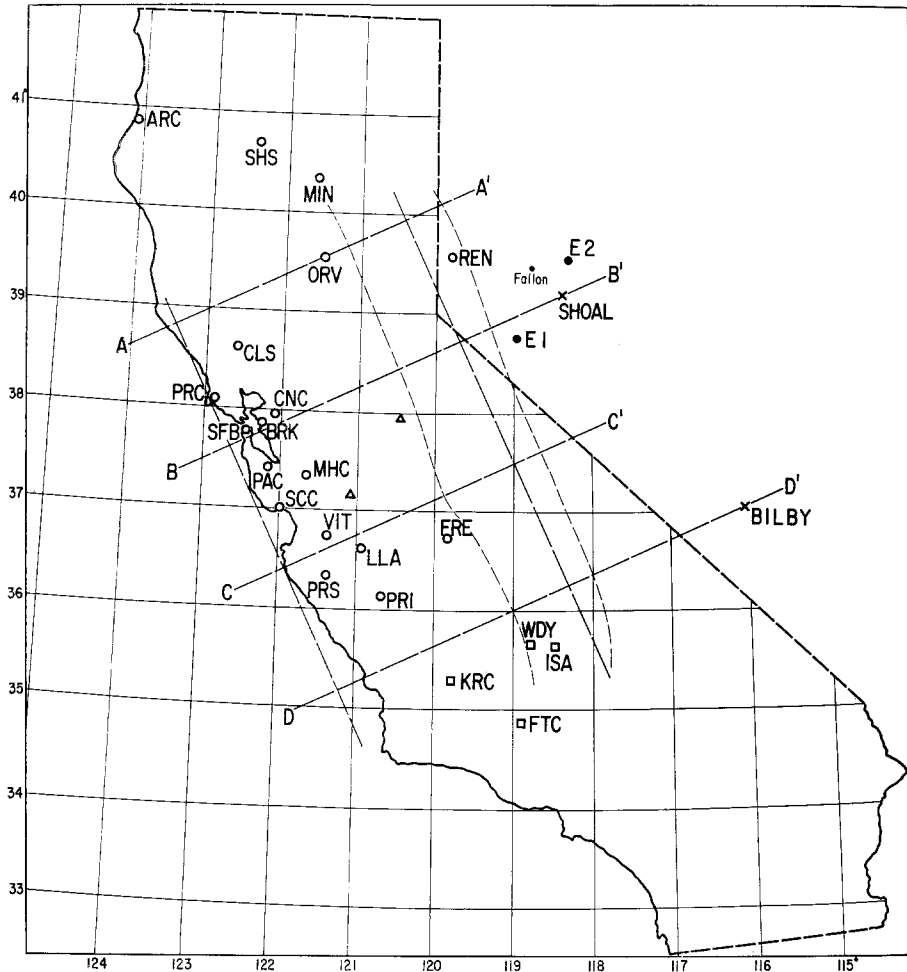 41°
ARC
SHS
MIN
40
A'
ORV
REN
E2
Fallon
B'
39
SHOAL
A
CLS
E1
38
PRC
CNC
SFB
BRK
C'
B
PAC
MHC
37
SCC
D'
VIT
FRE
BILBY
LLA
C
PRS
36
PRI
WDY
ISA
KRC
35
D
FTC
34
33
124 123 122 121 120 119 118 117 116 115°